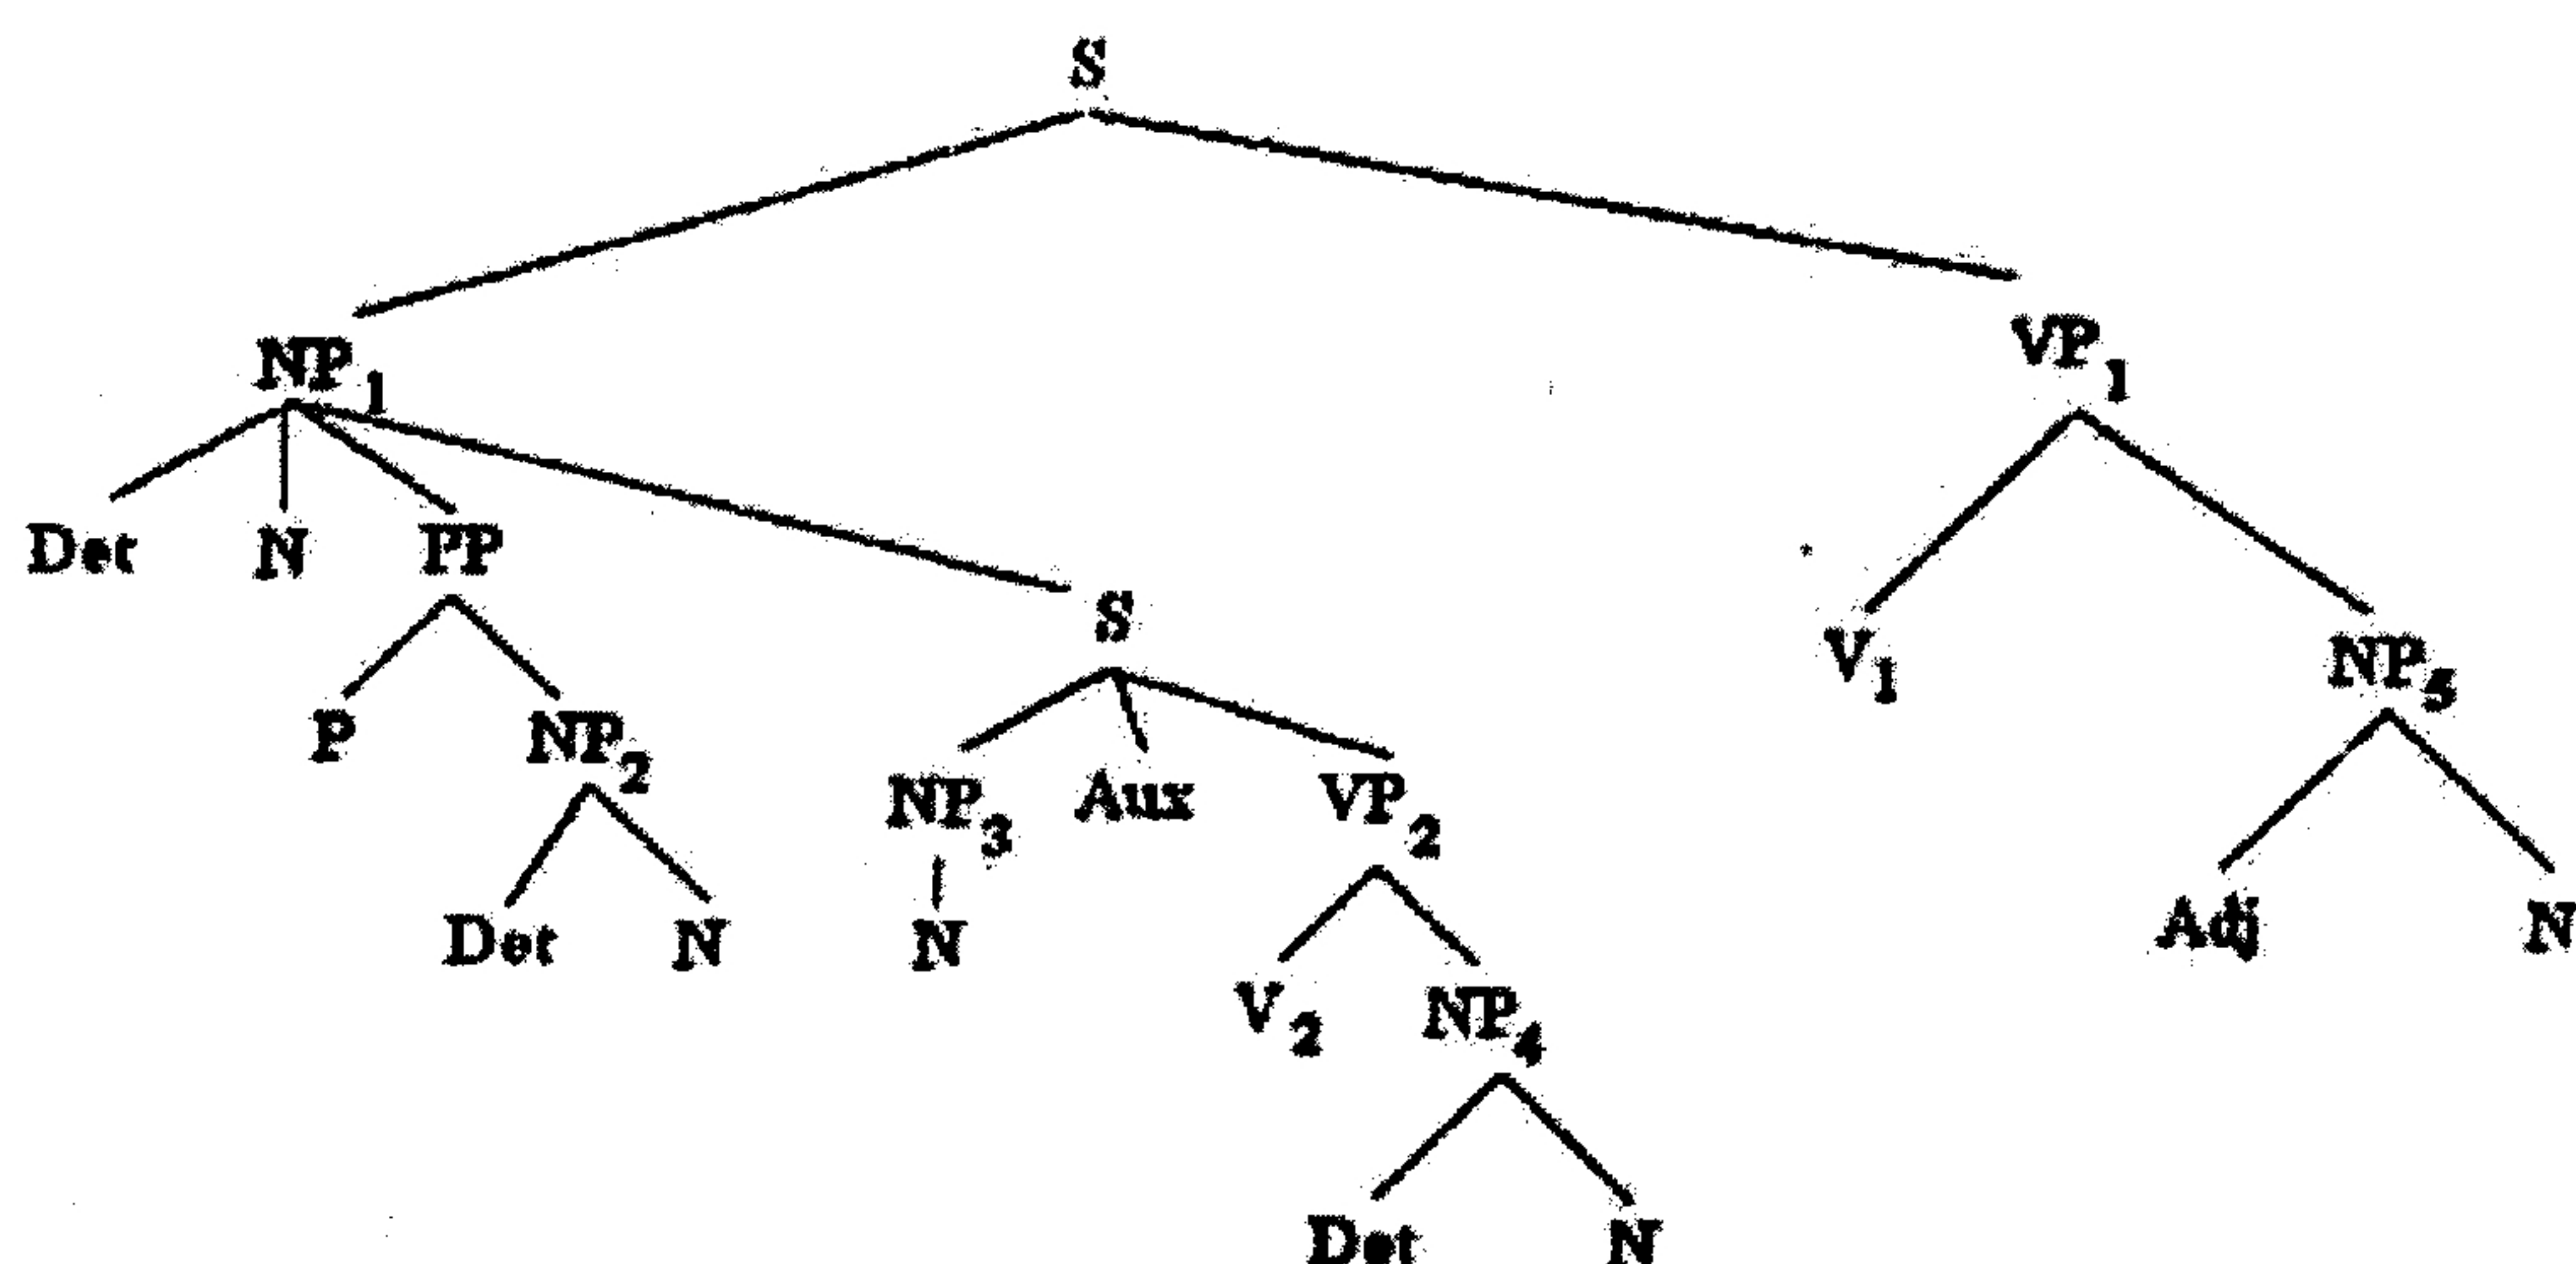 S
NP1 VP1
Det N PP
S
V1 NP5
P NP2
NP3 Aux VP2
Det N N
Adj N
V2 NP4
Det N